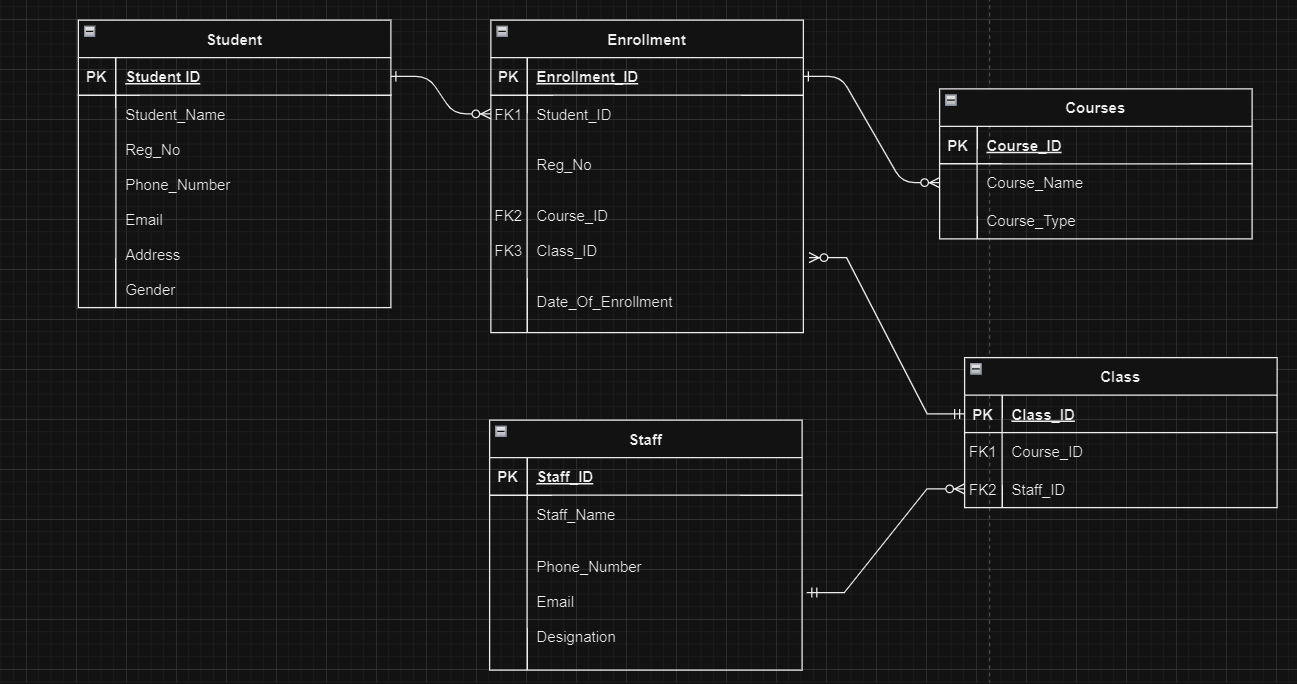 Student
PK Student ID
Student_Name
Reg_No
Phone_Number
Email
Address
Gender
Enrollment
PK Enrollment_ID
FK1 Student_ID
Reg_No
FK2 Course_ID
FK3 Class_ID
Date_Of_Enrollment
Courses
PK Course_ID
Course_Name
Course_Type
Class
PK Class_ID
FK1 Course_ID
FK2 Staff_ID
Staff
PK Staff_ID
Staff_Name
Phone_Number
Email
Designation